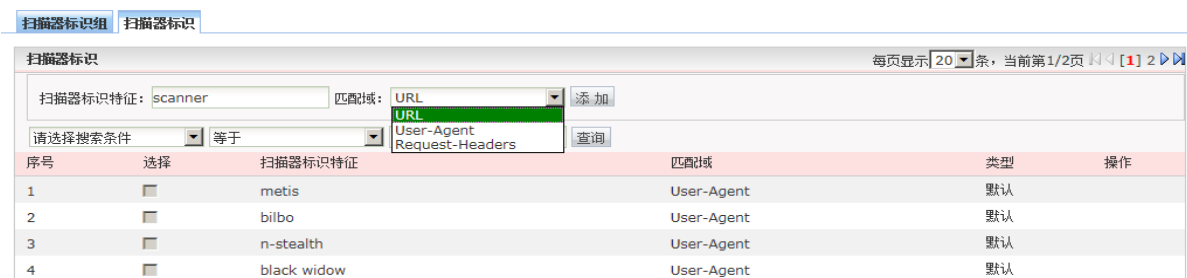 扫描器标识组 扫描器标识
扫描器标识 每页显示 20 条，当前第1/2页 [1] 2
扫描器标识特征： scanner 匹配域： URL 添 加
URL
User-Agent
Request-Headers
请选择搜索条件 等于 查询
序号 选择 扫描器标识特征 匹配域 类型 操作
1 metis User-Agent 默认
2 bilbo User-Agent 默认
3 n-stealth User-Agent 默认
4 black widow User-Agent 默认